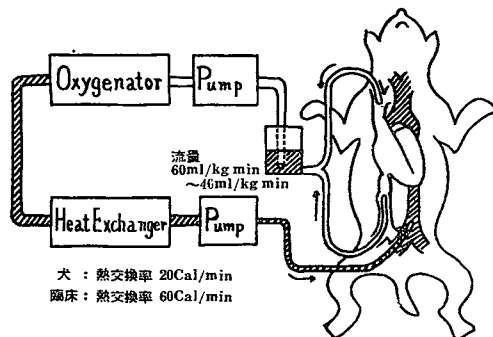 Oxygenator
Pump
流量
60ml/kg min
～46ml/kg min
Heat Exchanger
Pump
犬 : 熱交換率 20Cal/min
臨床 : 熱交換率 60Cal/min